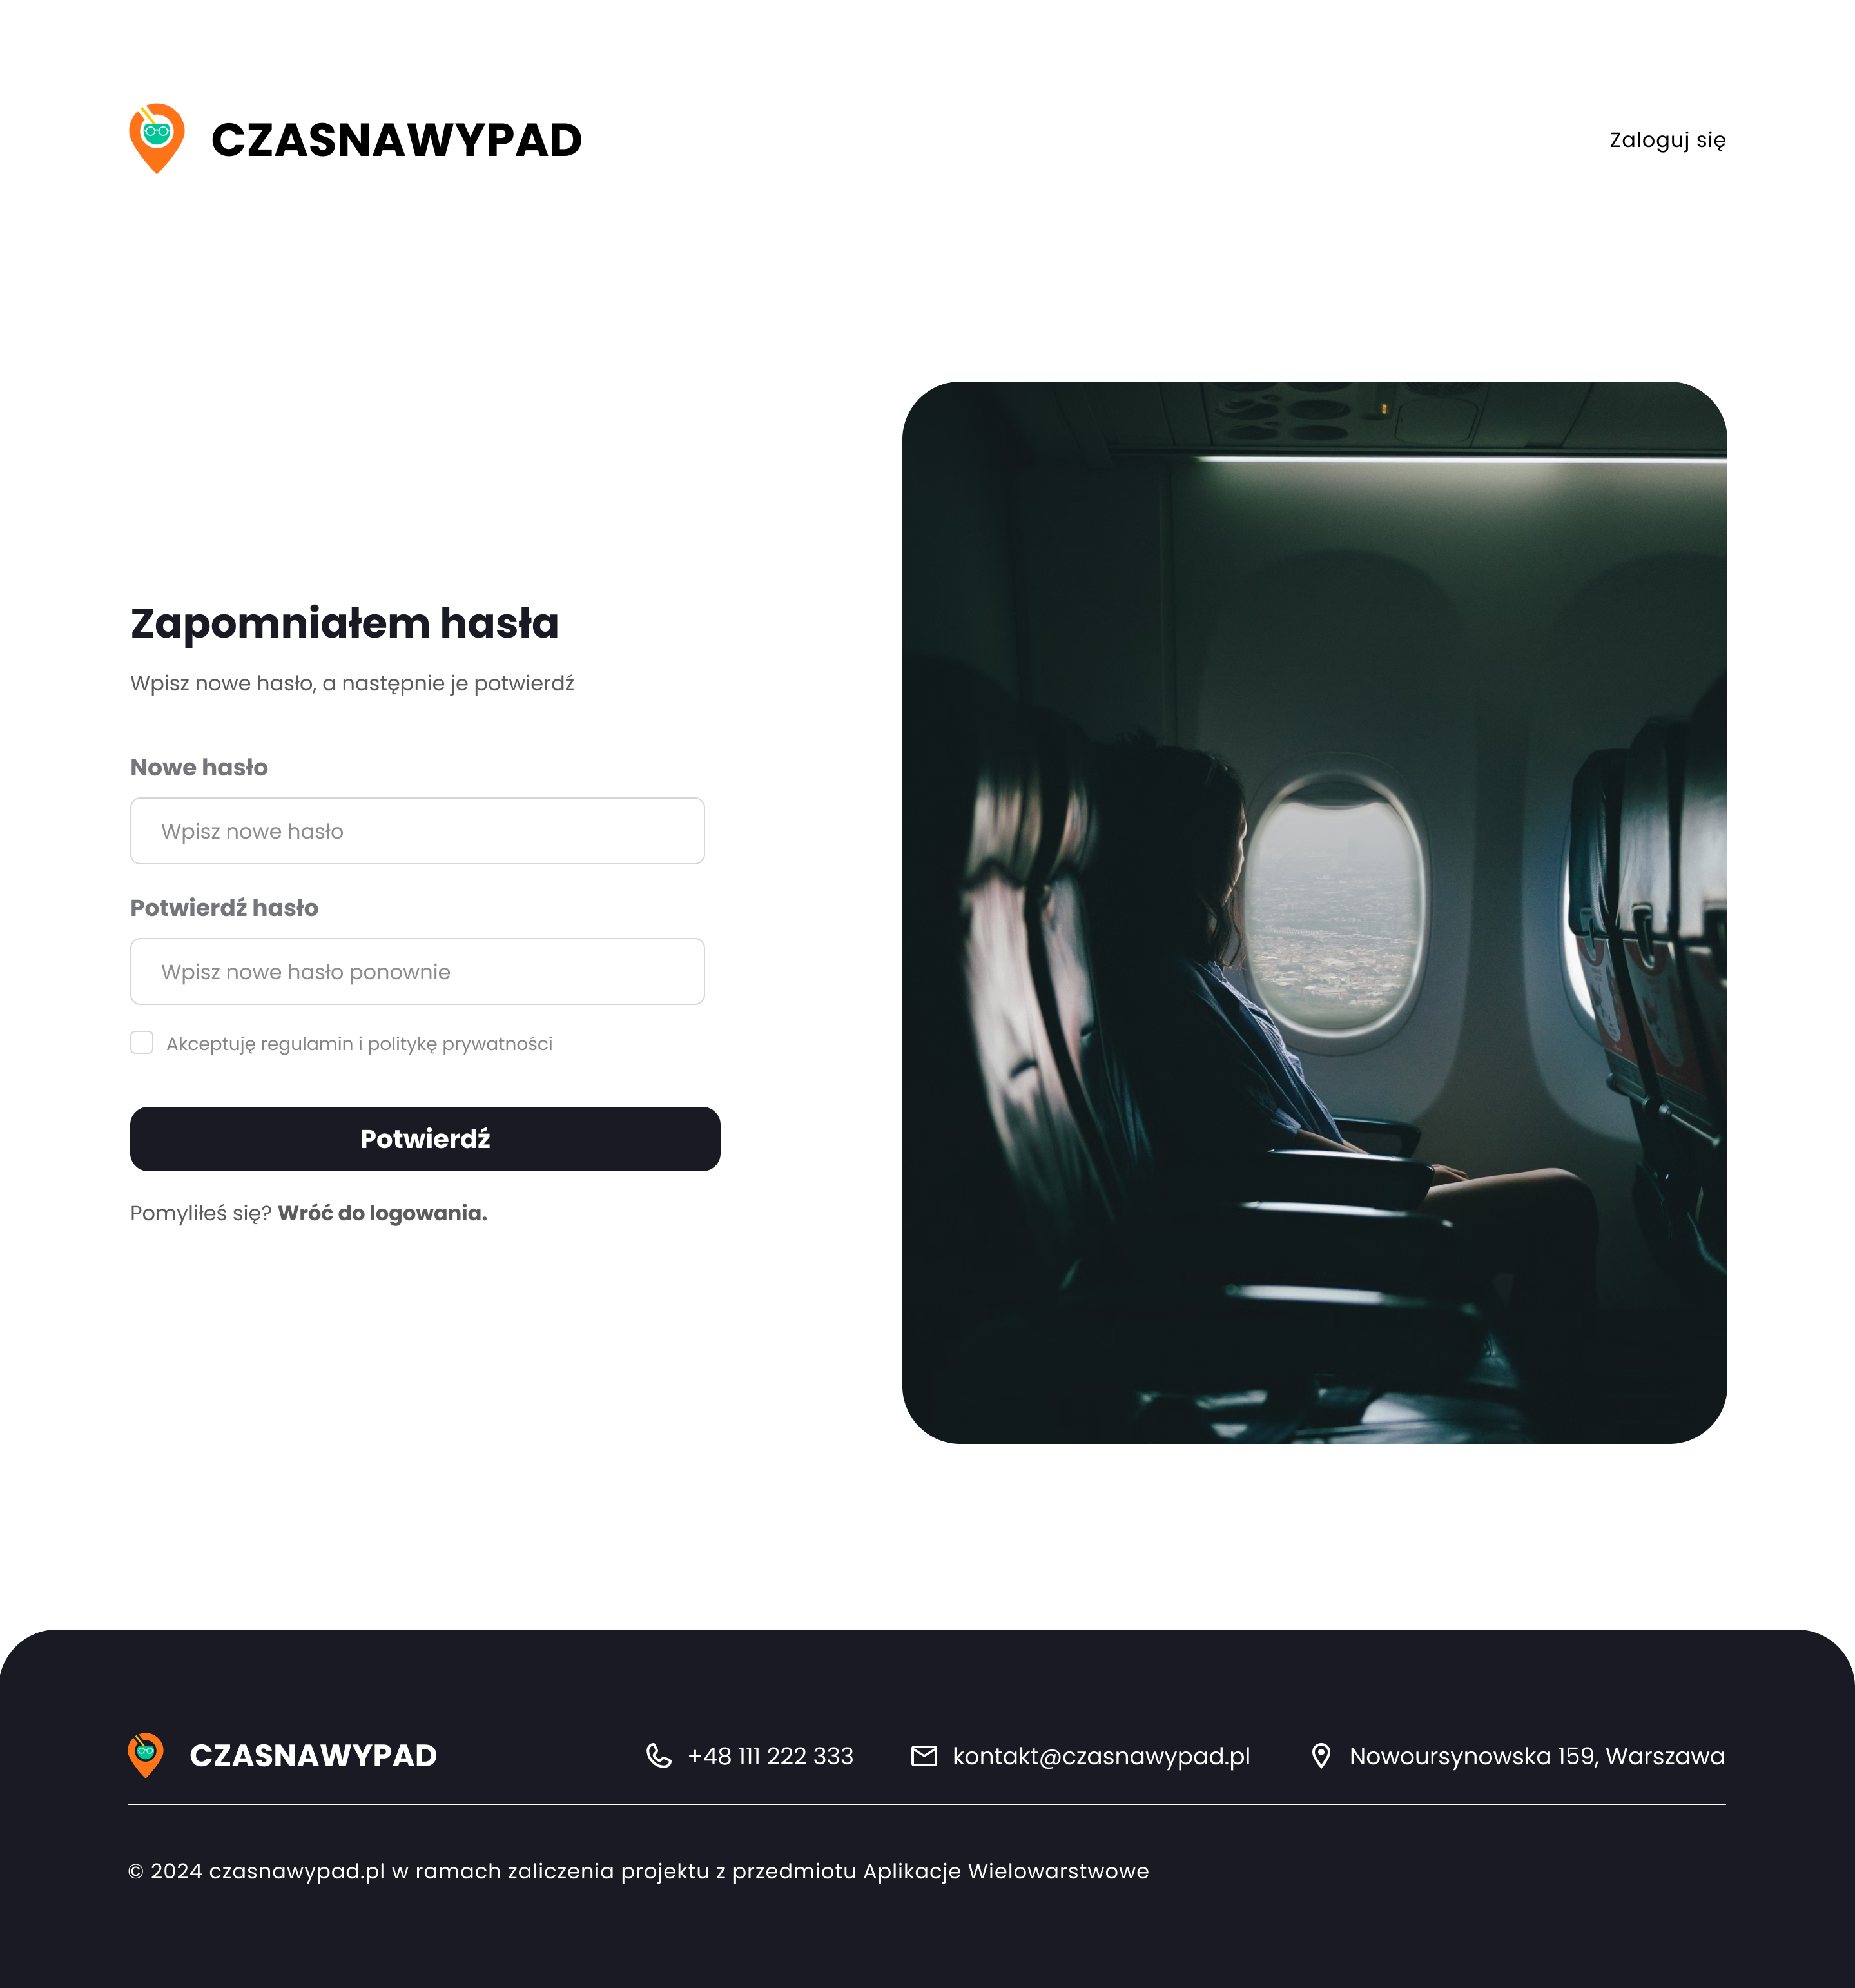 CZASNAWYPAD
Zaloguj się
Zapomniałem hasła
Wpisz nowe hasło, a następnie je potwierdź
Nowe hasło
Wpisz nowe hasło
Potwierdź hasło
Wpisz nowe hasło ponownie
Akceptuję regulamin i politykę prywatności
Potwierdź
Pomyliłeś się? Wróć do logowania.
CZASNAWYPAD
+48 111 222 333
kontakt@czasnawypad.pl
Nowoursynowska 159, Warszawa
© 2024 czasnawypad.pl w ramach zaliczenia projektu z przedmiotu Aplikacje Wielowarstwowe